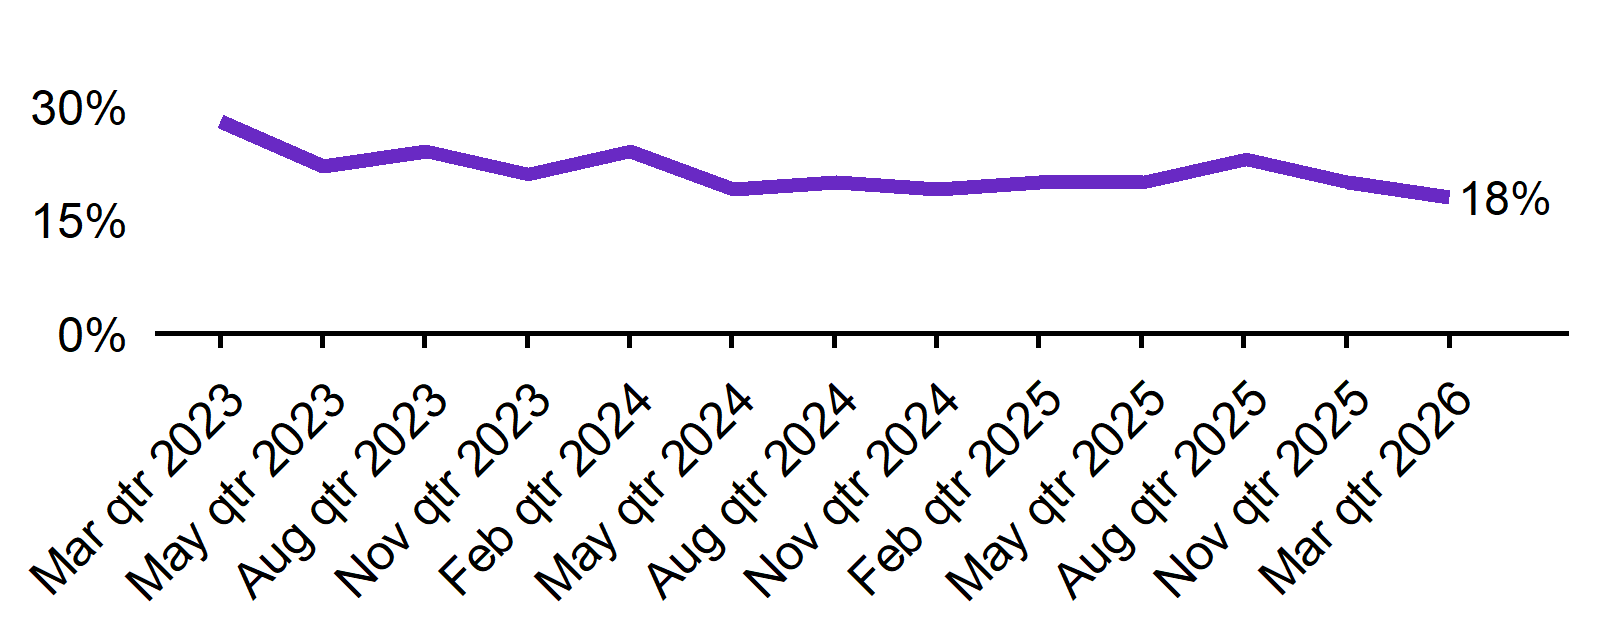 30%
15%
0%
18%
Mar qtr 2023
May qtr 2023
Aug qtr 2023
Nov qtr 2023
Feb qtr 2024
May qtr 2024
Aug qtr 2024
Nov qtr 2024
Feb qtr 2025
May qtr 2025
Aug qtr 2025
Nov qtr 2025
Mar qtr 2026